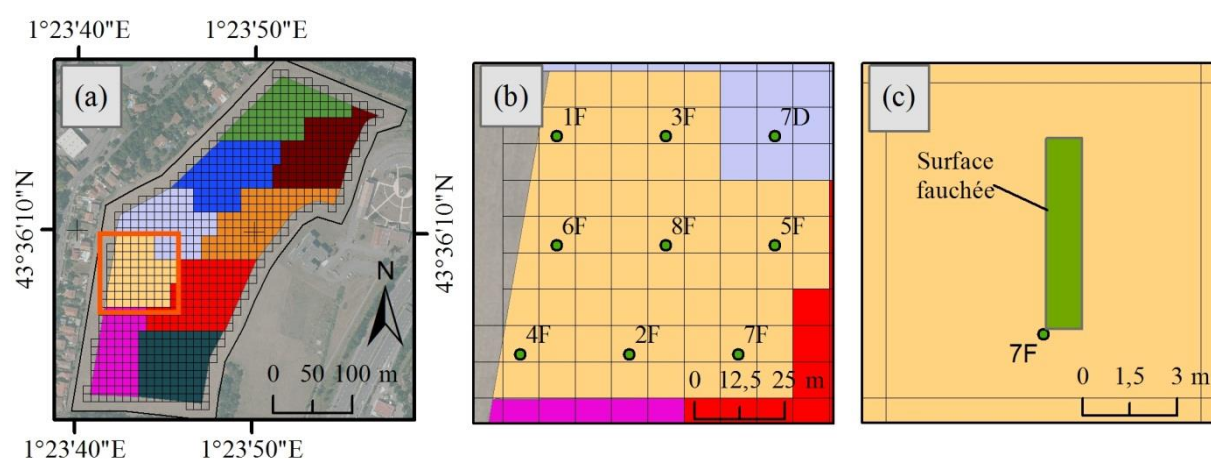 1°23'40"E
1°23'50"E
(a)
43°36'10"N
N
0 50 100 m
1°23'40"E
1°23'50"E
(b)
1F
3F
7D
6F
8F
5F
4F
2F
7F
0 12,5 25 m
43°36'10"N
(c)
Surface
fauchée
7F
0 1,5 3 m